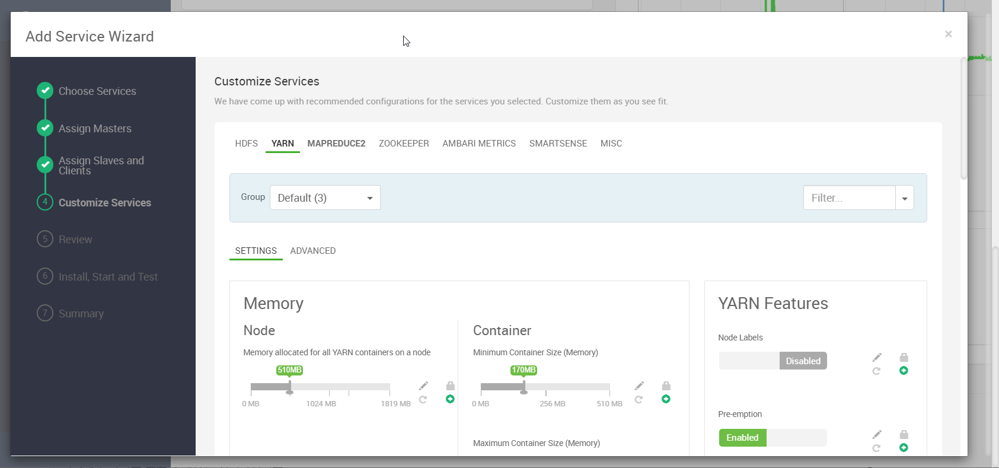 Add Service Wizard
×
Choose Services
Assign Masters
Assign Slaves and
Clients
4 Customize Services
5 Review
6 Install, Start and Test
7 Summary
Customize Services
We have come up with recommended configurations for the services you selected. Customize them as you see fit.
HDFS YARN MAPREDUCE2 ZOOKEEPER AMBARI METRICS SMARTSENSE MISC
Group Default (3) Filter...
SETTINGS ADVANCED
Memory
Node
Memory allocated for all YARN containers on a node
510MB
0 MB 1024 MB 1819 MB
Container
Minimum Container Size (Memory)
170MB
0 MB 256 MB 510 MB
Maximum Container Size (Memory)
YARN Features
Node Labels
Disabled
Pre-emption
Enabled